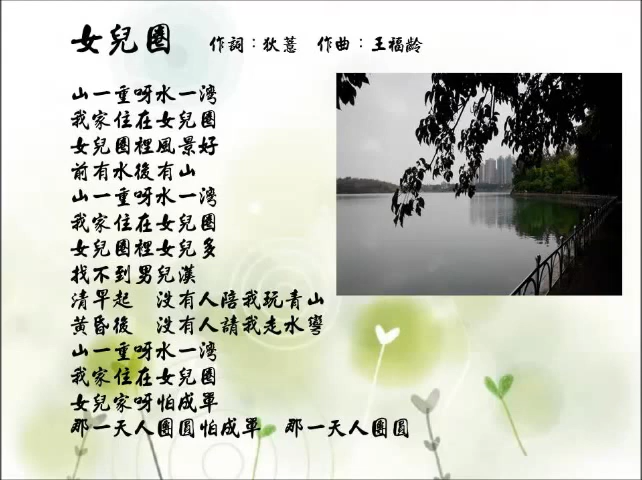 女兒圈 作詞：狄薏 作曲：王福齡
山一重呀水一灣
我家住在女兒圈
女兒圈裡風景好
前有水後有山
山一重呀水一灣
我家住在女兒圈
女兒圈裡女兒多
找不到男兒漢
清早起 沒有人陪我玩青山
黃昏後 沒有人請我走水彎
山一重呀水一灣
我家住在女兒圈
女兒家呀怕成單
那一天人團圓怕成單 那一天人團圓